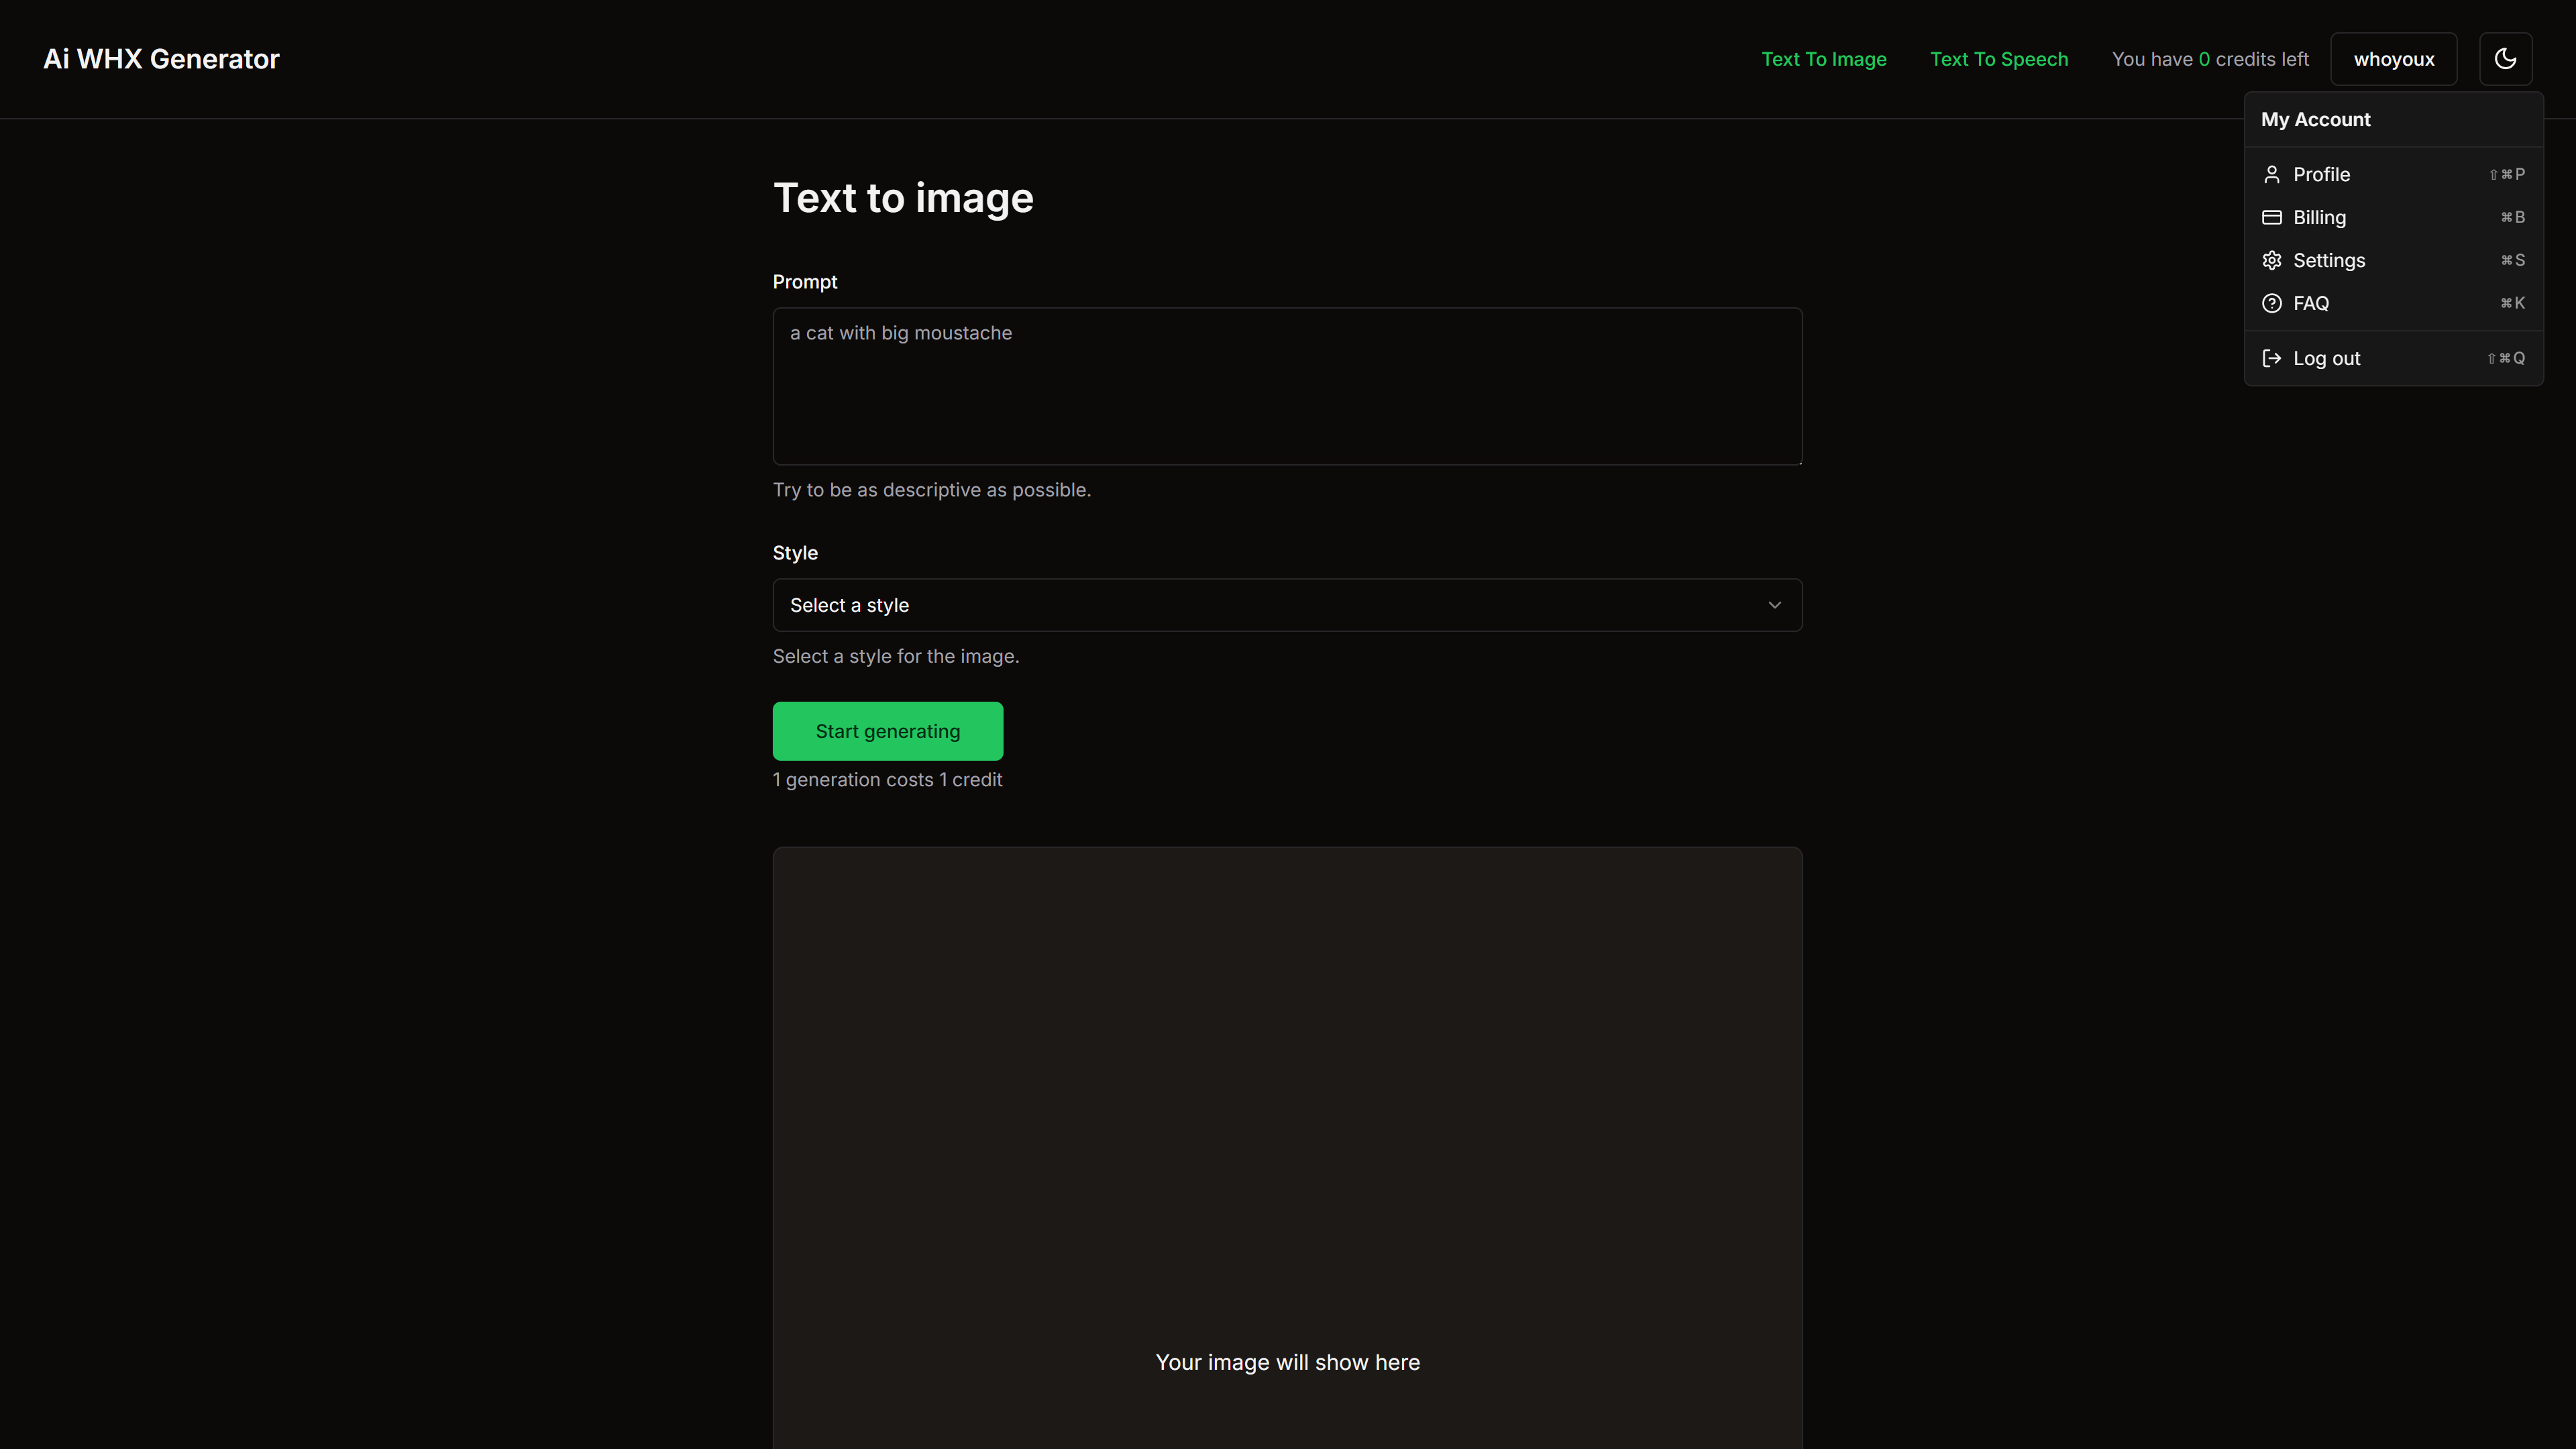 Ai WHX Generator
Text To Image
Text To Speech
You have 0 credits left
whoyoux
My Account
Profile ⇧⌘P
Billing ⌘B
Settings ⌘S
FAQ ⌘K
Log out ⇧⌘Q
Text to image
Prompt
a cat with big moustache
Try to be as descriptive as possible.
Style
Select a style
Select a style for the image.
Start generating
1 generation costs 1 credit
Your image will show here